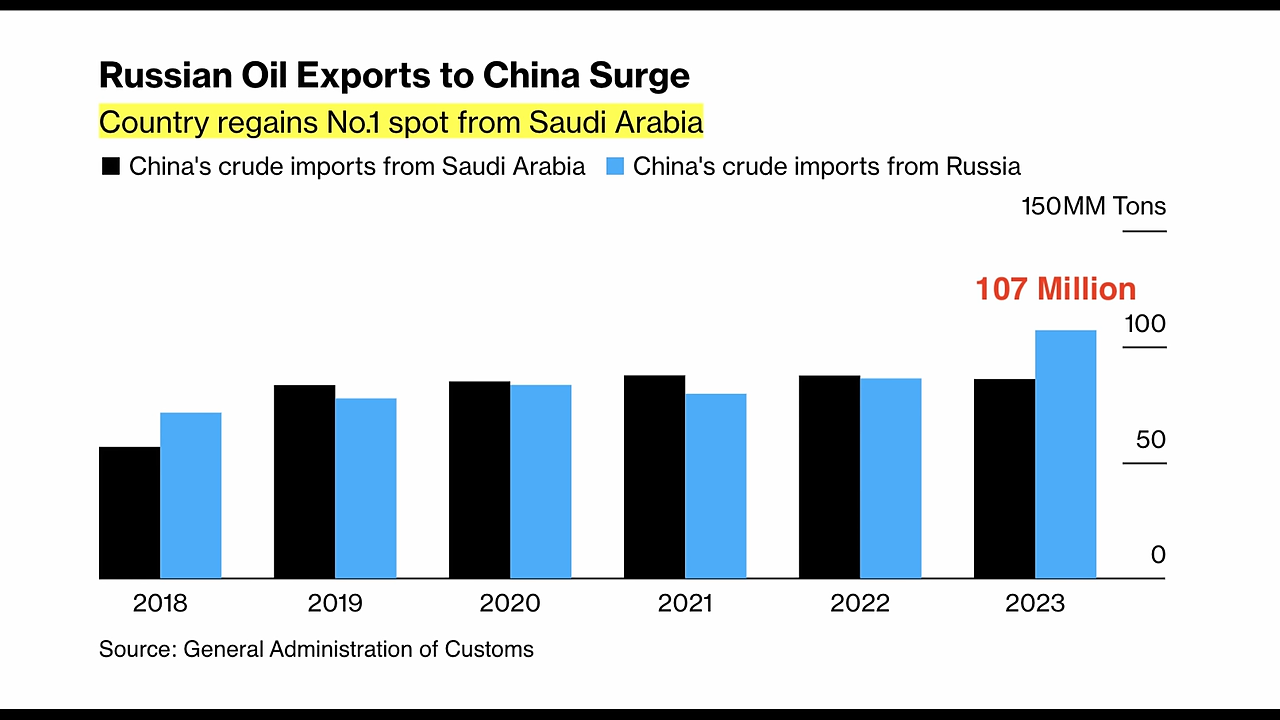 Russian Oil Exports to China Surge
Country regains No.1 spot from Saudi Arabia
China's crude imports from Saudi Arabia China's crude imports from Russia
150MM Tons
107 Million
100
50
0
2018 2019 2020 2021 2022 2023
Source: General Administration of Customs